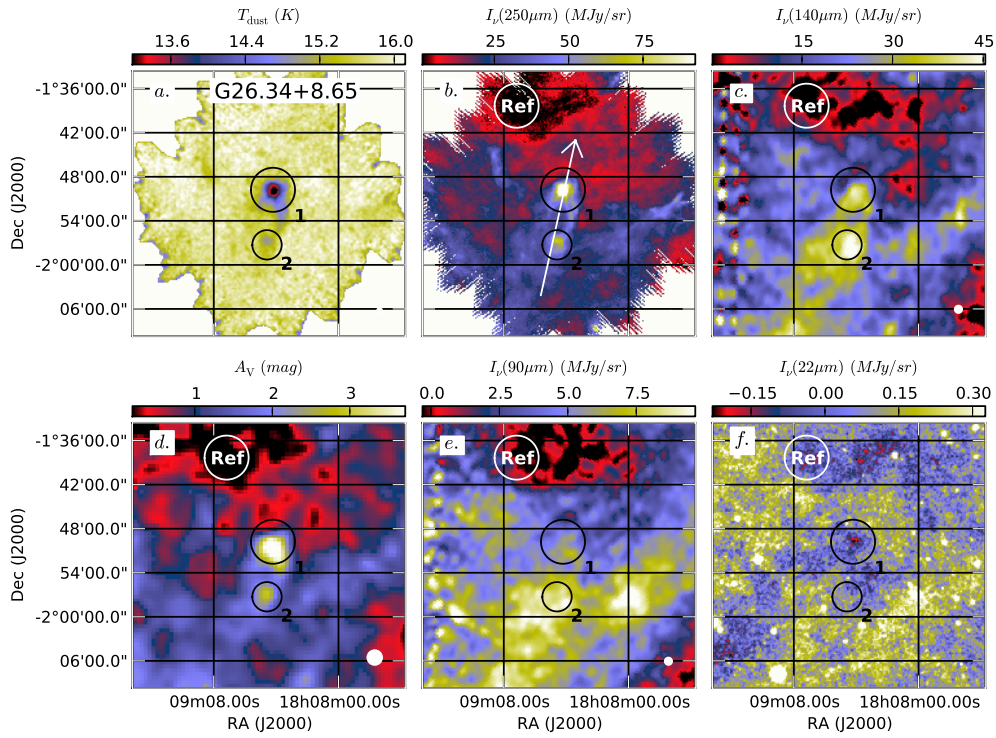 T_dust (K)
I_ν(250μm) (MJy/sr)
I_ν(140μm) (MJy/sr)
13.6 14.4 15.2 16.0
25 50 75
15 30 45
a. G26.34+8.65
b. Ref 1 2
c. Ref 1 2
1
2
-1°36'00.0"
42'00.0"
48'00.0"
54'00.0"
-2°00'00.0"
06'00.0"
Dec (J2000)
A_V (mag)
I_ν(90μm) (MJy/sr)
I_ν(22μm) (MJy/sr)
1 2 3
0.0 2.5 5.0 7.5
−0.15 0.00 0.15 0.30
d. Ref 1 2
e. Ref 1 2
f. Ref 1 2
-1°36'00.0"
42'00.0"
48'00.0"
54'00.0"
-2°00'00.0"
06'00.0"
Dec (J2000)
09m08.00s 18h08m00.00s
09m08.00s 18h08m00.00s
09m08.00s 18h08m00.00s
RA (J2000)
RA (J2000)
RA (J2000)